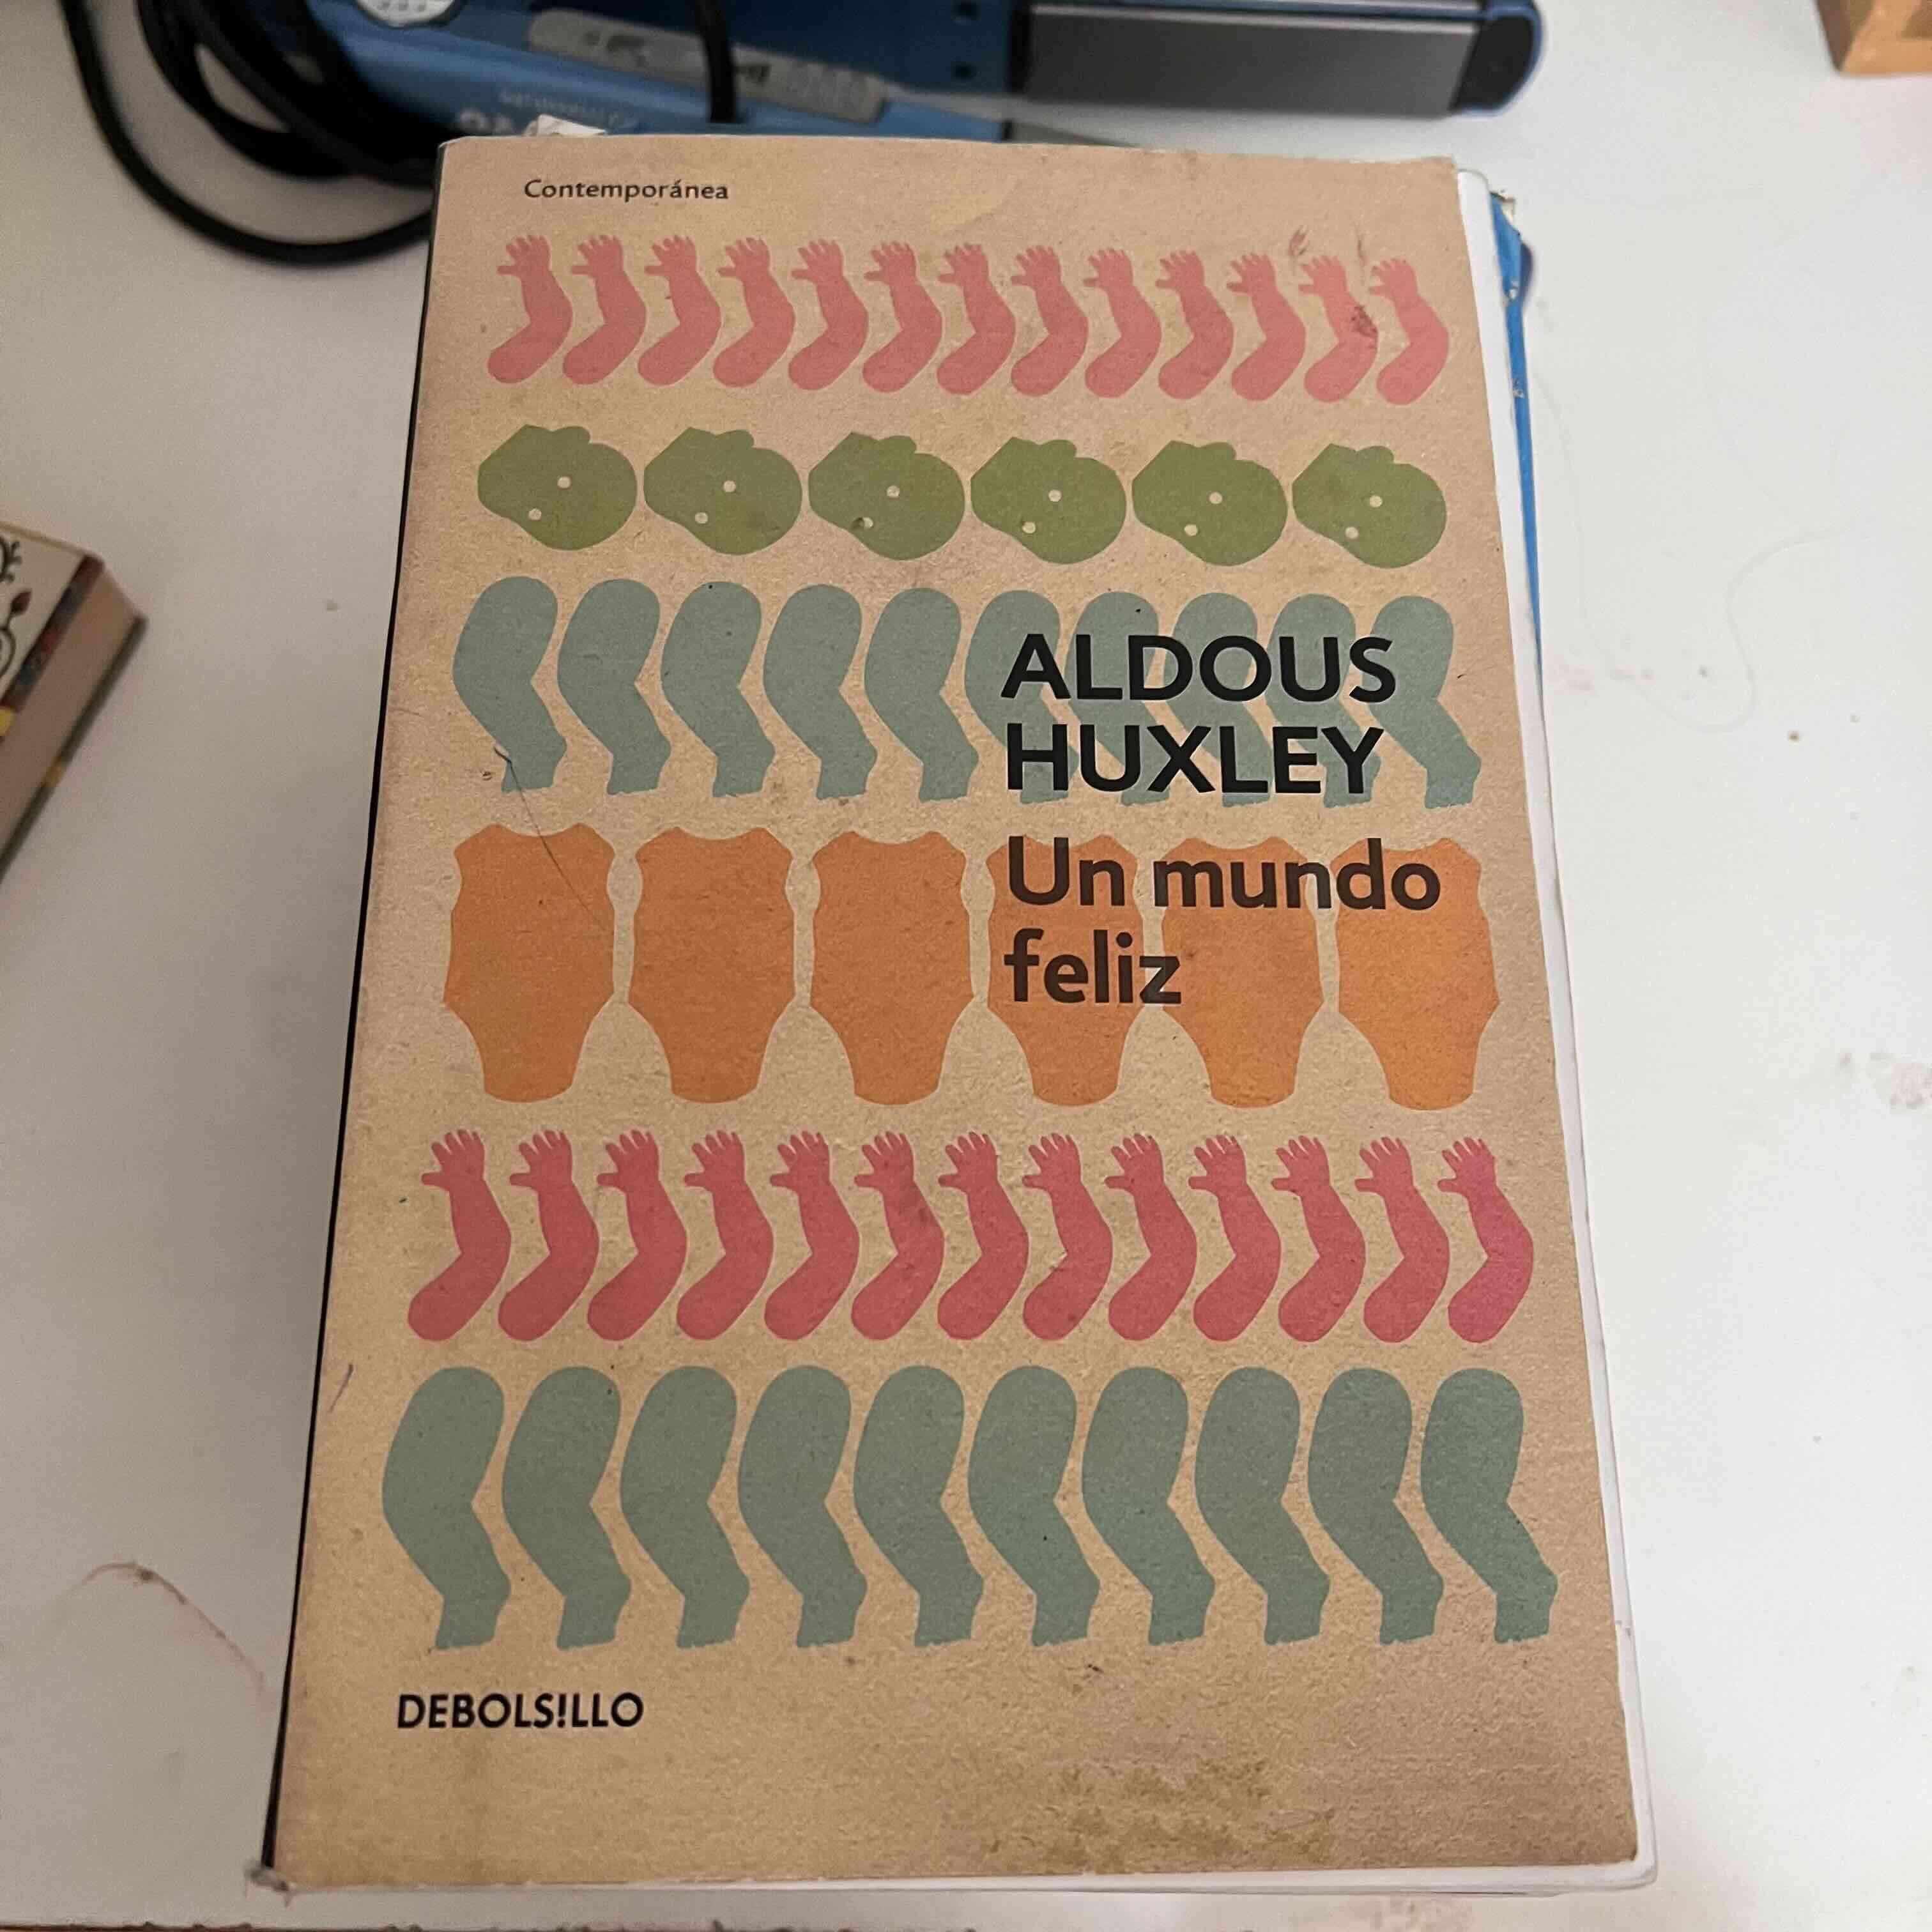 Contemporánea
ALDOUS
HUXLEY
Un mundo
feliz
DEBOLS!LLO